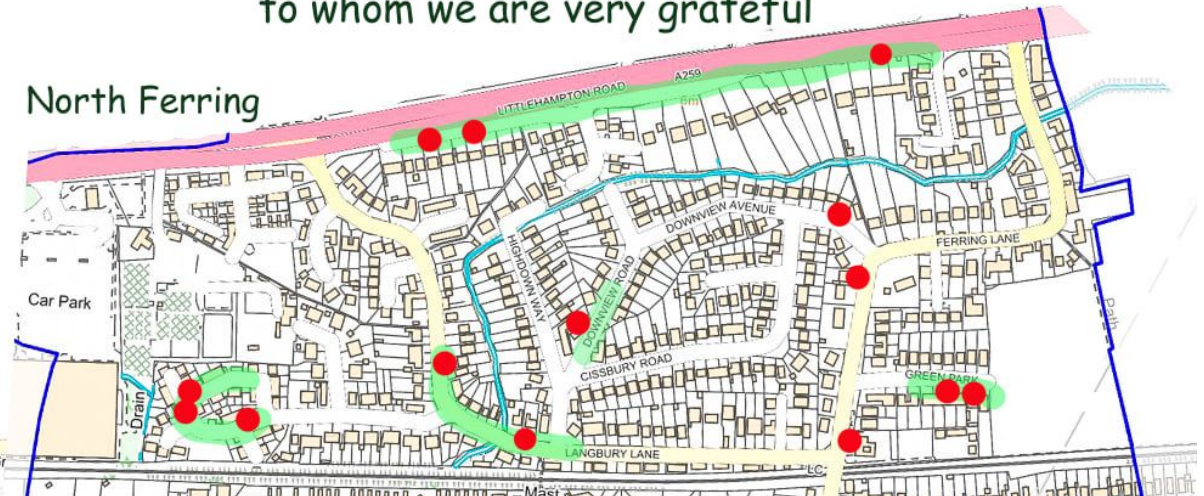 to whom we are very grateful
North Ferring
A259
LITTLEHAMPTON ROAD
6m
DOWNVIEW AVENUE
HIGHDOWN WAY
FERRING LANE
Car Park
DOWNVIEW ROAD
Path
CISSBURY ROAD
GREEN PARK
Drain
LANGBURY LANE
LC
Mast